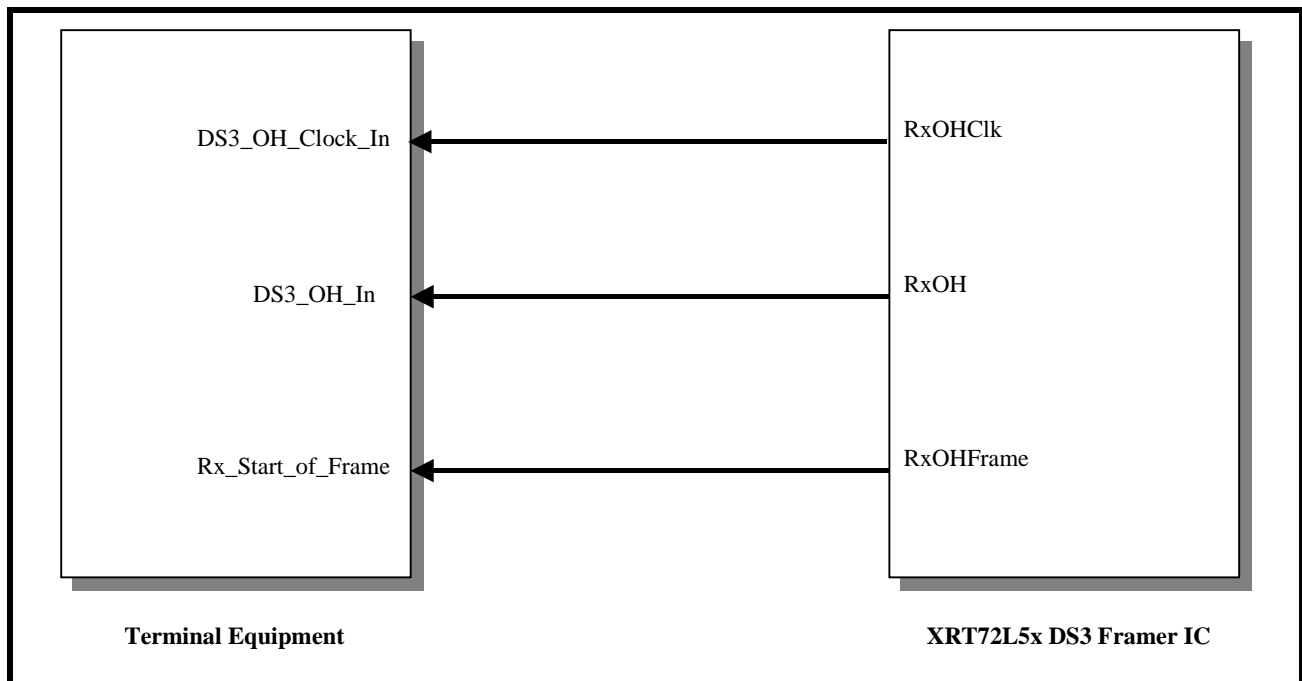 DS3_OH_Clock_In
RxOHClk
DS3_OH_In
RxOH
Rx_Start_of_Frame
RxOHFrame
Terminal Equipment
XRT72L5x DS3 Framer IC